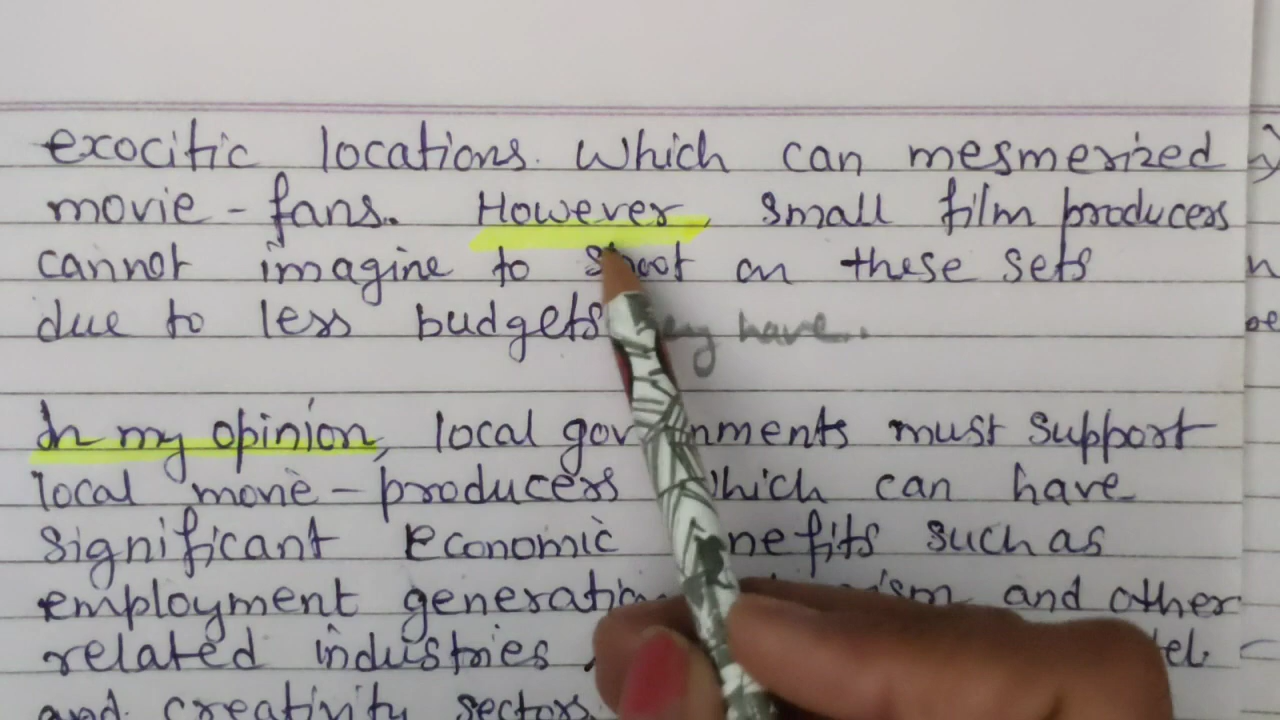 exocitic locations. Which can mesmerized
movie - fans. However, small film producers
cannot imagine to shoot on these sets
due to less budgets have.
In my opinion, local governments must support
local movie - producers which can have
significant economic benefits such as
employment generation and other
related industries
and creativity sectors.